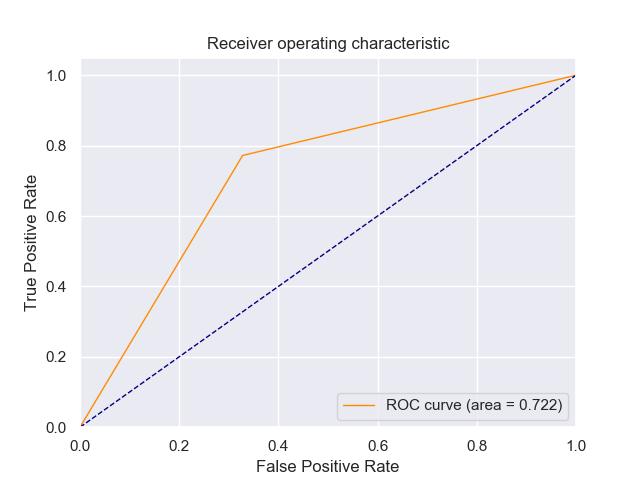 Receiver operating characteristic
True Positive Rate
1.0
0.8
0.6
0.4
0.2
0.0
ROC curve (area = 0.722)
0.0 0.2 0.4 0.6 0.8 1.0
False Positive Rate